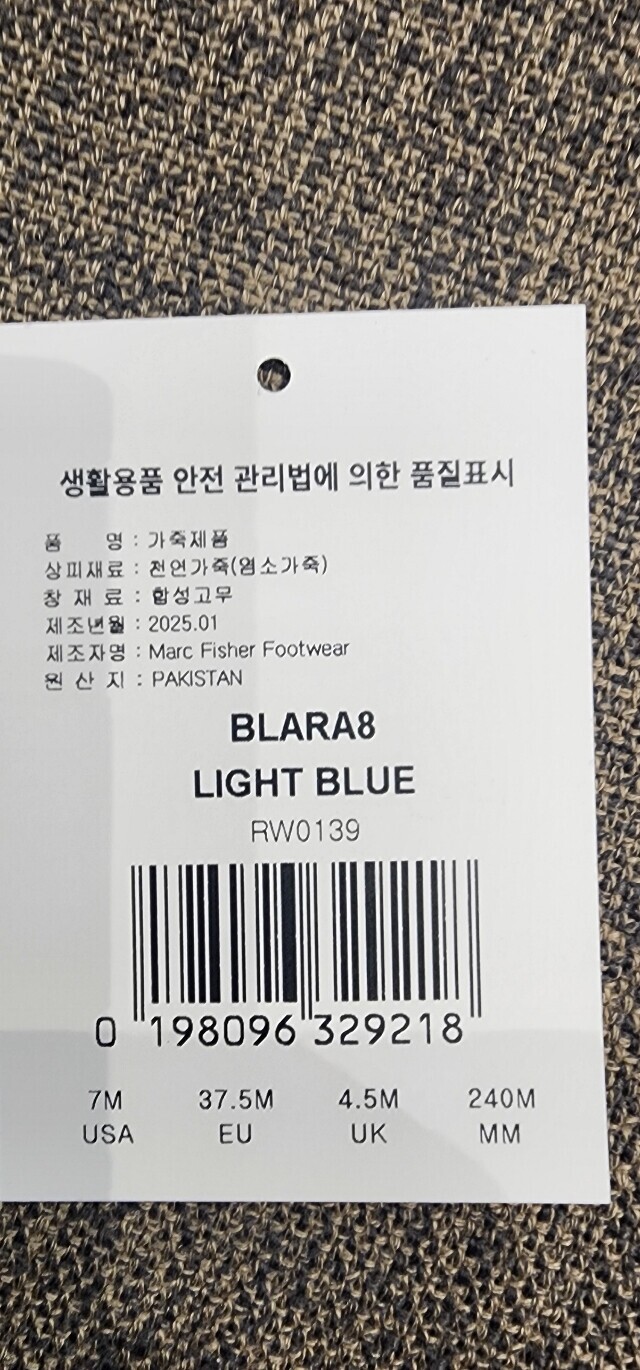 생활용품 안전 관리법에 의한 품질표시
품 명 : 가죽제품
상피재료 : 천연가죽(염소가죽)
창 재 료 : 합성고무
제조년월 : 2025.01
제조자명 : Marc Fisher Footwear
원 산 지 : PAKISTAN
BLARA8
LIGHT BLUE
RW0139
0 198096 329218
7M 37.5M 4.5M 240M
USA EU UK MM